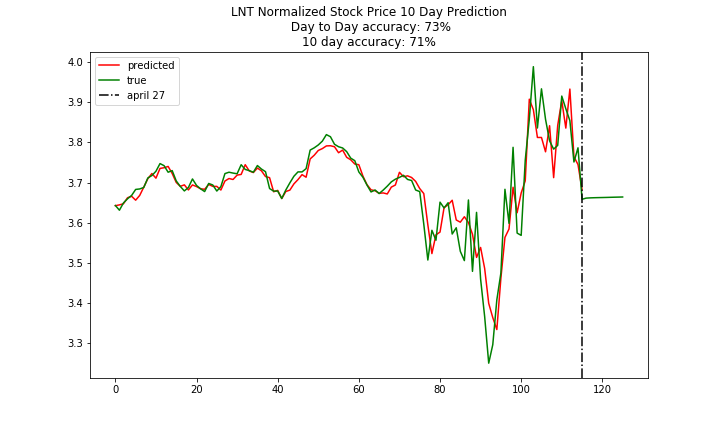 LNT Normalized Stock Price 10 Day Prediction
Day to Day accuracy: 73%
10 day accuracy: 71%
predicted
true
april 27
4.0
3.9
3.8
3.7
3.6
3.5
3.4
3.3
0 20 40 60 80 100 120